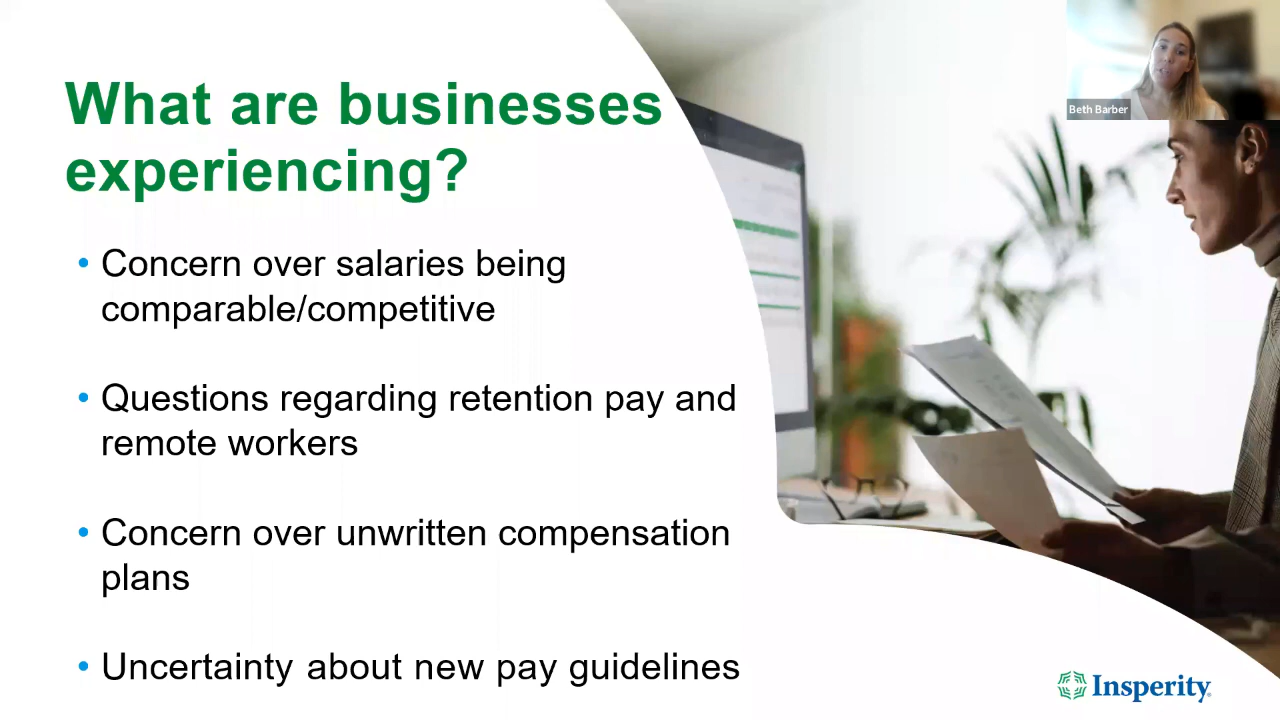 What are businesses
experiencing?
• Concern over salaries being
comparable/competitive
• Questions regarding retention pay and
remote workers
• Concern over unwritten compensation
plans
• Uncertainty about new pay guidelines
Beth Barber
Insperity